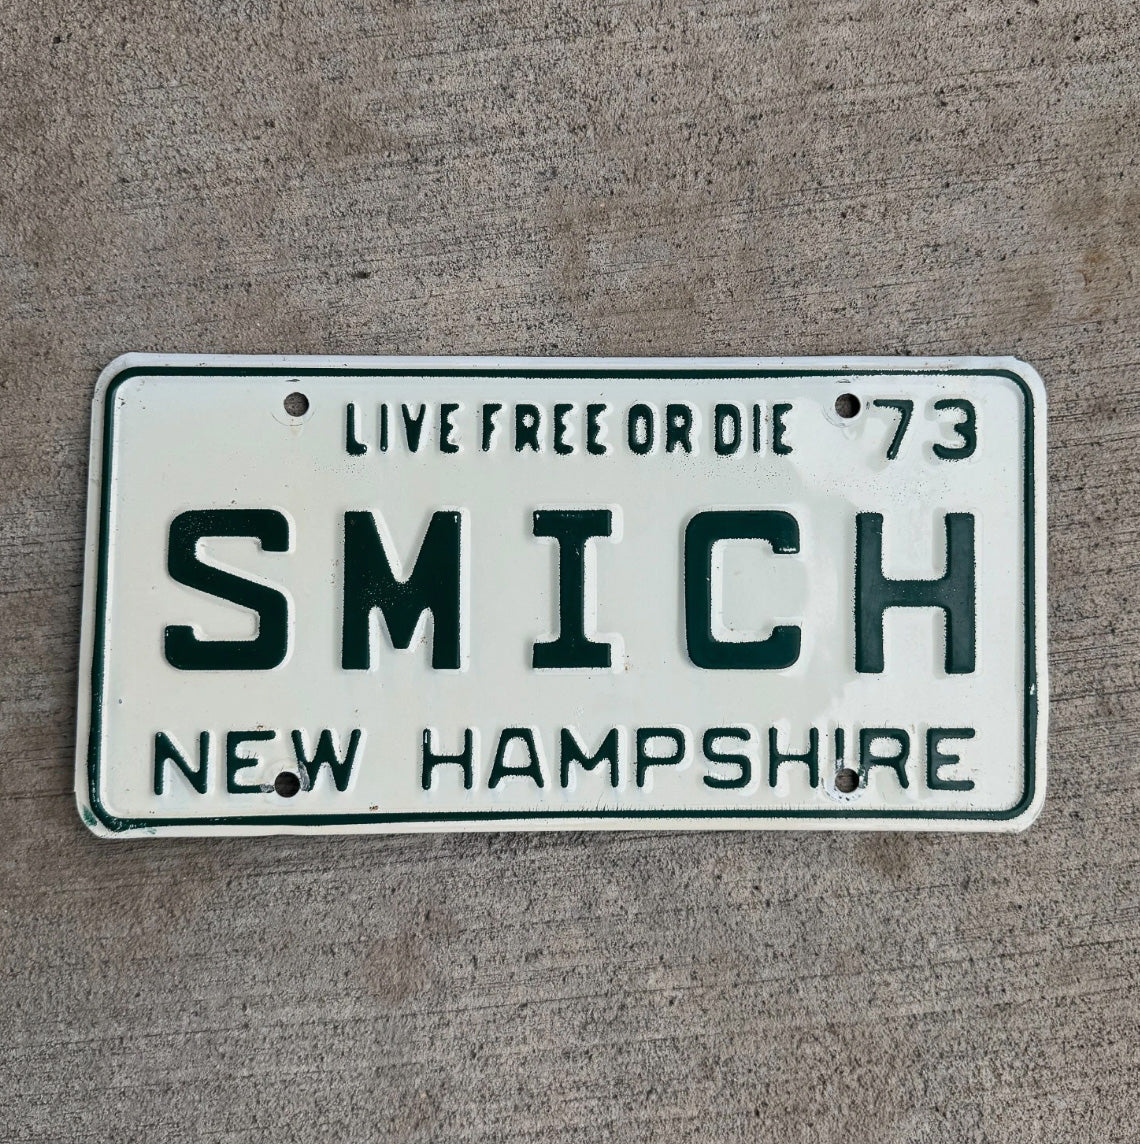 LIVE FREE OR DIE 73
SMICH
NEW HAMPSHIRE